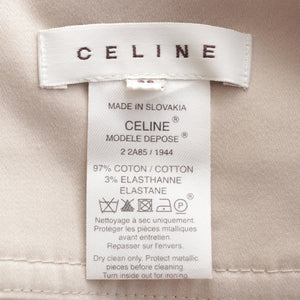 CELINE
MADE IN SLOVAKIA
CELINE®
MODELE DEPOSE®
2 2A85 / 1944
97% COTON / COTTON
3% ELASTHANNE
ELASTANE
Nettoyage à sec uniquement.
Protéger les pièces métalliques
avant entretien.
Repasser sur l'envers.
Dry clean only. Protect metallic
pieces before cleaning.
Turn inside out before ironing.